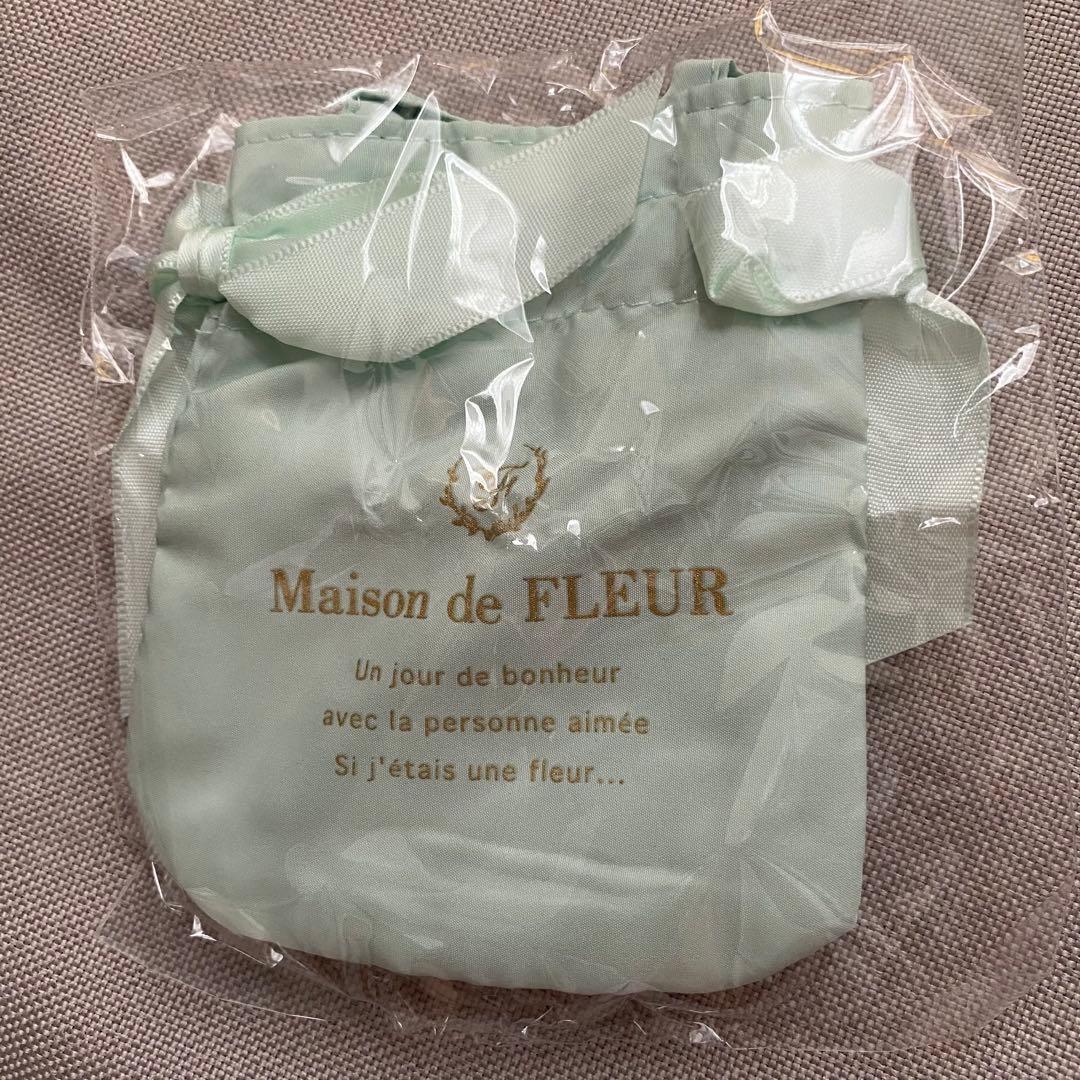 Maison de FLEUR
Un jour de bonheur
avec la personne aimée
Si j'étais une fleur...